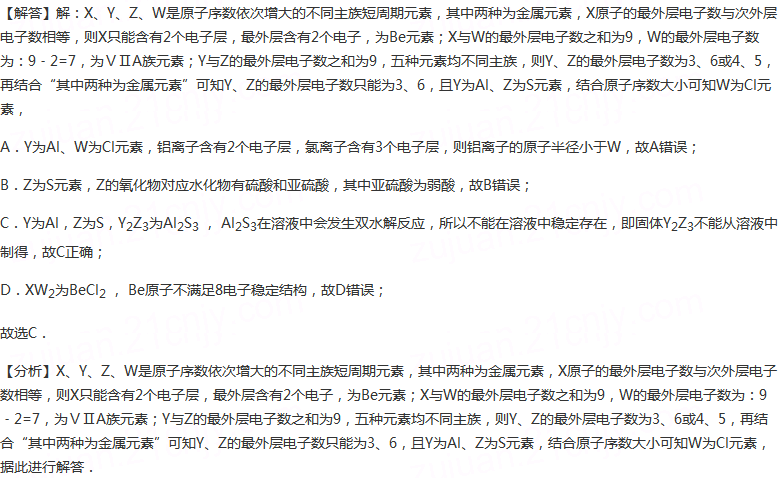 【解答】解：X、Y、Z、W是原子序数依次增大的不同主族短周期元素，其中两种为金属元素，X原子的最外层电子数与次外层
电子数相等，则X只能含有2个电子层，最外层含有2个电子，为Be元素；X与W的最外层电子数之和为9，W的最外层电子数
为：9﹣2=7，为ⅤⅡA族元素；Y与Z的最外层电子数之和为9，五种元素均不同主族，则Y、Z的最外层电子数为3、6或4、5，
再结合“其中两种为金属元素”可知Y、Z的最外层电子数只能为3、6，且Y为Al、Z为S元素，结合原子序数大小可知W为Cl元
素，
A．Y为Al、W为Cl元素，铝离子含有2个电子层，氯离子含有3个电子层，则铝离子的原子半径小于W，故A错误；
B．Z为S元素，Z的氧化物对应水化物有硫酸和亚硫酸，其中亚硫酸为弱酸，故B错误；
C．Y为Al，Z为S，Y2Z3为Al2S3 ， Al2S3在溶液中会发生双水解反应，所以不能在溶液中稳定存在，即固体Y2Z3不能从溶液中
制得，故C正确；
D．XW2为BeCl2 ， Be原子不满足8电子稳定结构，故D错误；
故选C．
【分析】X、Y、Z、W是原子序数依次增大的不同主族短周期元素，其中两种为金属元素，X原子的最外层电子数与次外层电子
数相等，则X只能含有2个电子层，最外层含有2个电子，为Be元素；X与W的最外层电子数之和为9，W的最外层电子数为：9
﹣2=7，为ⅤⅡA族元素；Y与Z的最外层电子数之和为9，五种元素均不同主族，则Y、Z的最外层电子数为3、6或4、5，再结
合“其中两种为金属元素”可知Y、Z的最外层电子数只能为3、6，且Y为Al、Z为S元素，结合原子序数大小可知W为Cl元素，
据此进行解答．